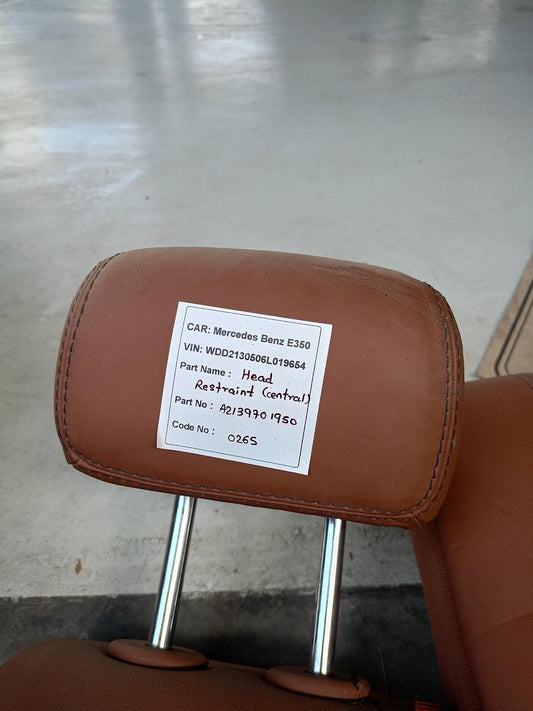 CAR: Mercedes Benz E350
VIN: WDD2130506L019654
Part Name : Head
Restraint (central)
Part No : A2139701950
Code No : 0265